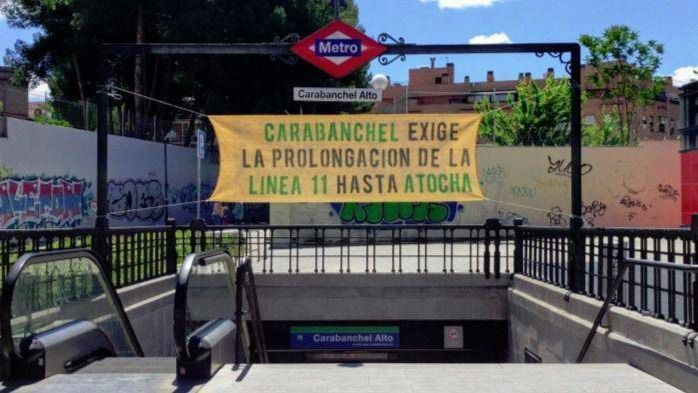 Metro
Carabanchel Alto
CARABANCHEL EXIGE
LA PROLONGACION DE LA
LINEA 11 HASTA ATOCHA
Carabanchel Alto